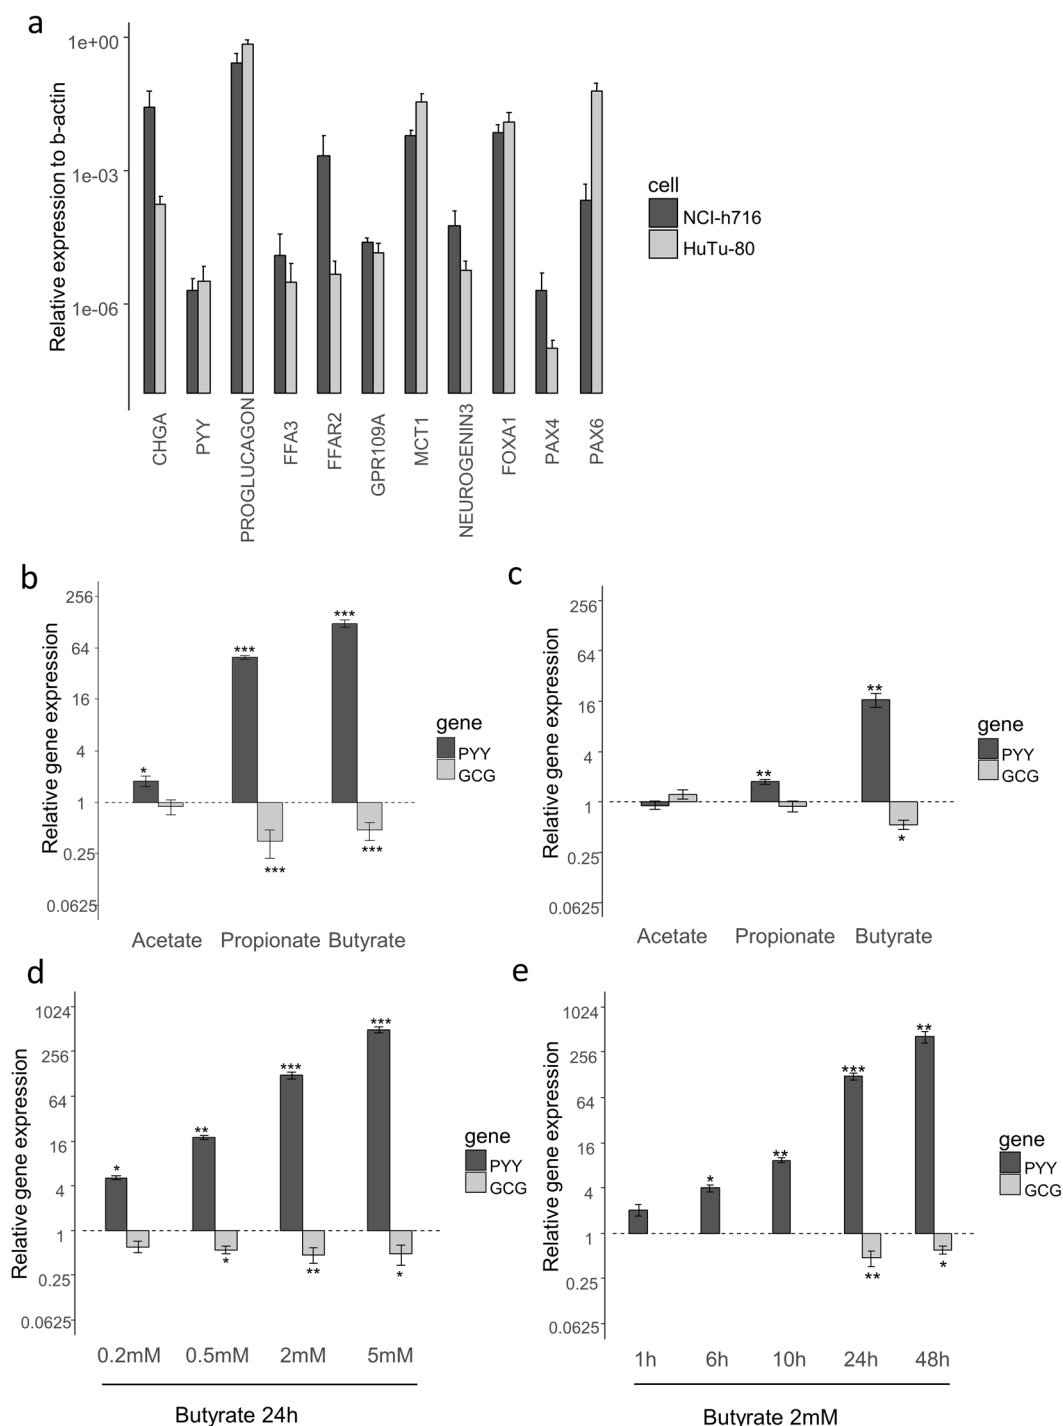 a
Relative expression to b-actin
1e+00
1e-03
1e-06
CHGA
PYY
PROGLUCAGON
FFA3
FFAR2
GPR109A
MCT1
NEUROGENIN3
FOXA1
PAX4
PAX6
cell
NCI-h716
HuTu-80
b
Relative gene expression
256
64
16
4
1
0.25
0.0625
*
***
***
***
***
Acetate Propionate Butyrate
gene
PYY
GCG
c
Relative gene expression
256
64
16
4
1
0.25
0.0625
**
**
*
Acetate Propionate Butyrate
gene
PYY
GCG
d
Relative gene expression
1024
256
64
16
4
1
0.25
0.0625
*
**
***
***
*
**
*
0.2mM 0.5mM 2mM 5mM
Butyrate 24h
gene
PYY
GCG
e
Relative gene expression
1024
256
64
16
4
1
0.25
0.0625
*
**
***
**
**
*
1h 6h 10h 24h 48h
Butyrate 2mM
gene
PYY
GCG